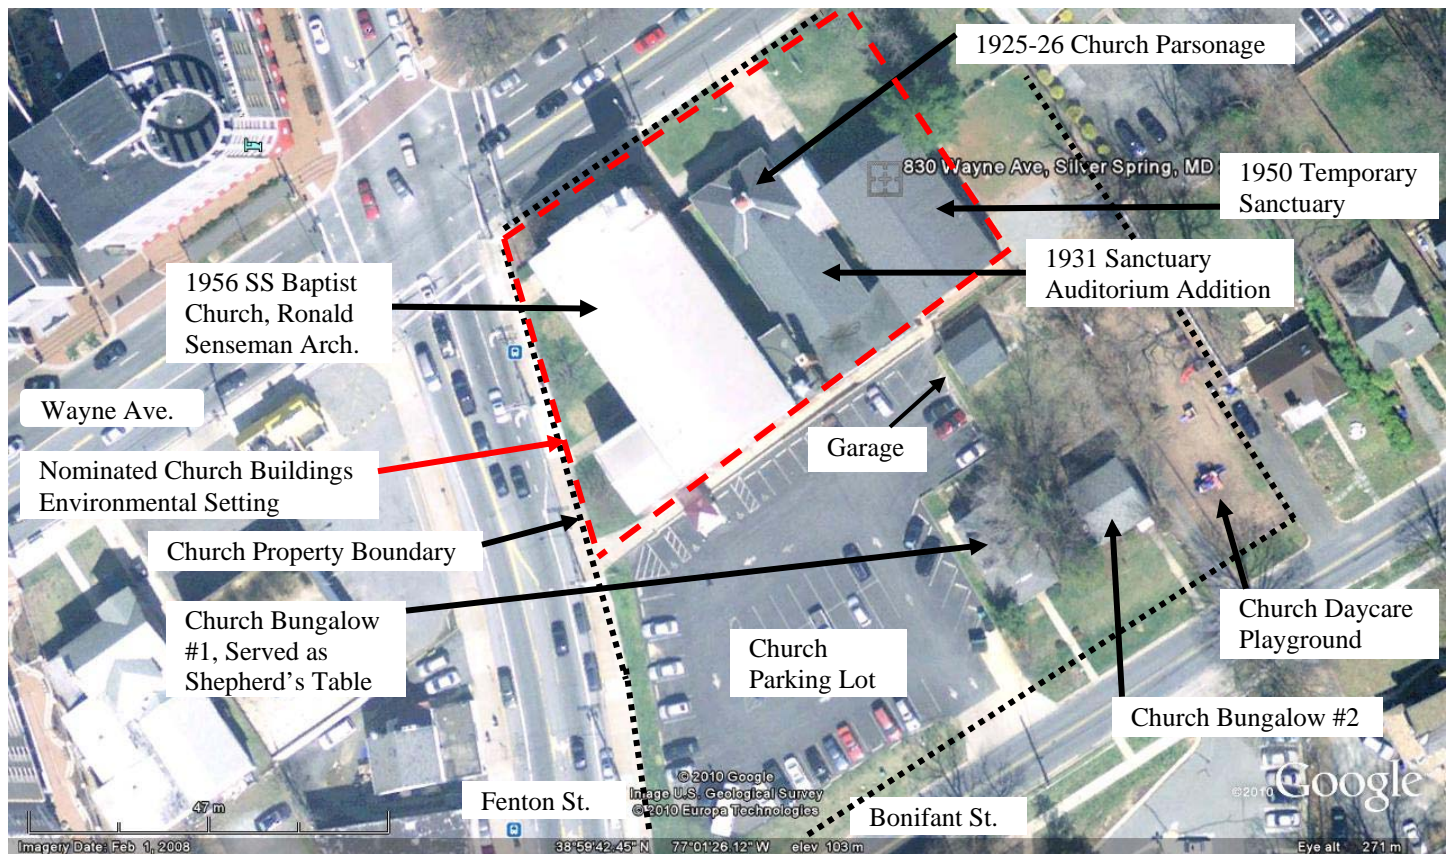 1925-26 Church Parsonage
830 Wayne Ave, Silver Spring, MD
1950 Temporary
Sanctuary
1931 Sanctuary
Auditorium Addition
1956 SS Baptist
Church, Ronald
Senseman Arch.
Wayne Ave.
Garage
Nominated Church Buildings
Environmental Setting
Church Property Boundary
Church Bungalow
#1, Served as
Shepherd’s Table
Church
Parking Lot
Church Daycare
Playground
Church Bungalow #2
© 2010 Google
Image U.S. Geological Survey
© 2010 Europa Technologies
©2010 Google
47 m
Fenton St.
Bonifant St.
Imagery Date: Feb 1, 2008
38°59'42.45" N 77°01'26.12" W elev 103 m
Eye alt 271 m